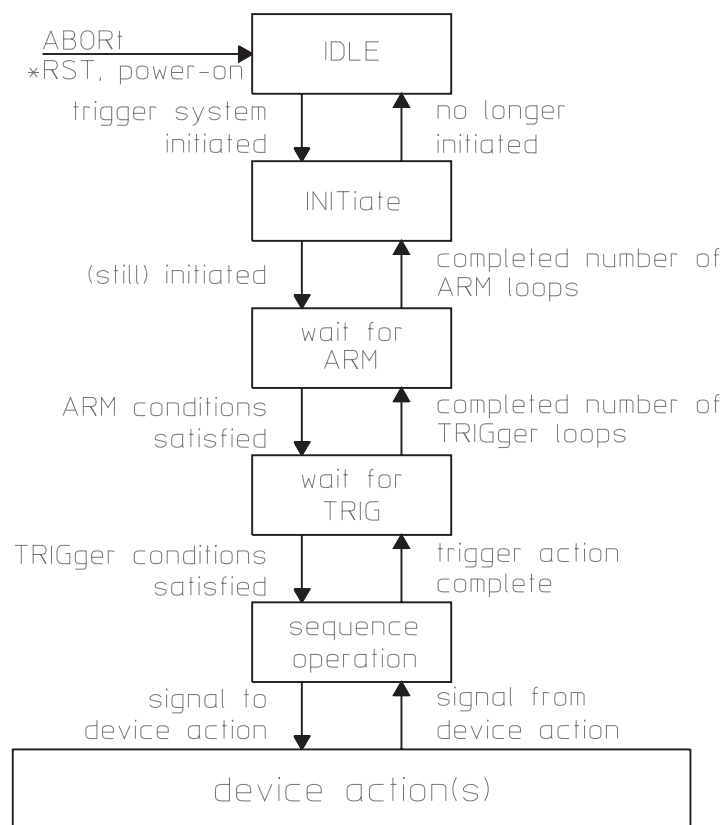 ABORt
*RST, power-on
IDLE
trigger system
initiated
no longer
initiated
INITiate
(still) initiated
completed number of
ARM loops
wait for
ARM
ARM conditions
satisfied
completed number of
TRIGger loops
wait for
TRIG
TRIGger conditions
satisfied
trigger action
complete
sequence
operation
signal to
device action
signal from
device action
device action(s)